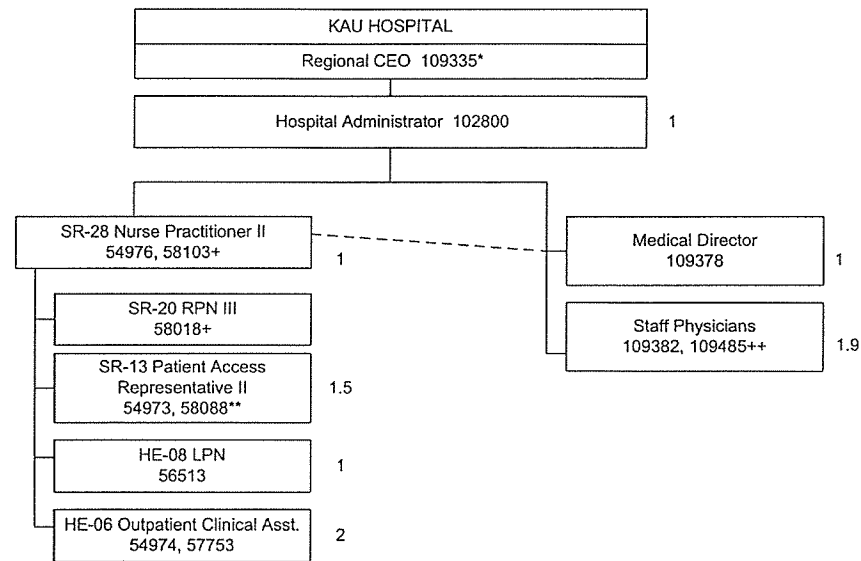 KAU HOSPITAL
Regional CEO 109335*
Hospital Administrator 102800
1
SR-28 Nurse Practitioner II
54976, 58103+
1
Medical Director
109378
1
SR-20 RPN III
58018+
Staff Physicians
109382, 109485++
1.9
SR-13 Patient Access
Representative II
54973, 58088**
1.5
HE-08 LPN
56513
1
HE-06 Outpatient Clinical Asst.
54974, 57753
2